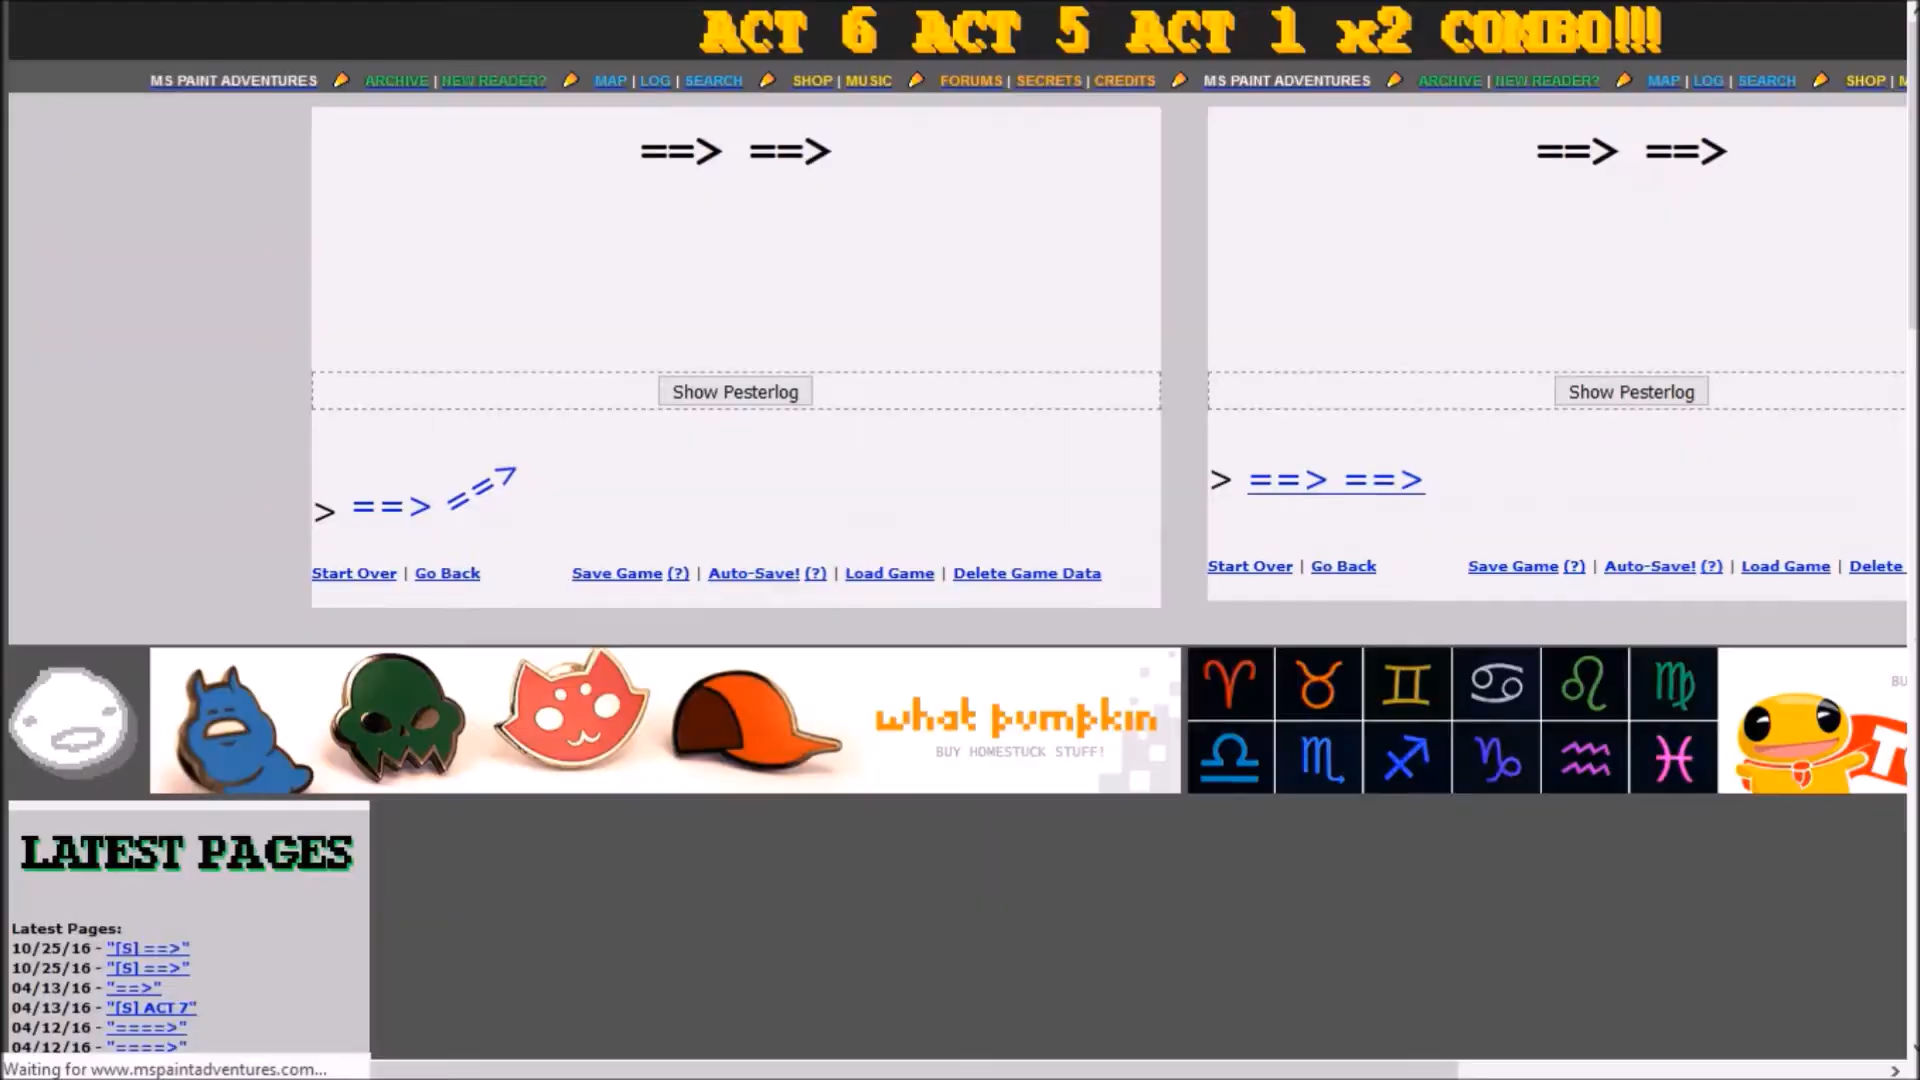 ACT 6 ACT 5 ACT 1 x2 COMBO!!!
MS PAINT ADVENTURES ARCHIVE | NEW READER? MAP | LOG | SEARCH SHOP | MUSIC FORUMS | SECRETS | CREDITS MS PAINT ADVENTURES ARCHIVE | NEW READER? MAP | LOG | SEARCH SHOP |
==> ==>
Show Pesterlog
> ==> ==>
Start Over | Go Back Save Game (?) | Auto-Save! (?) | Load Game | Delete Game Data
==> ==>
Show Pesterlog
> ==> ==>
Start Over | Go Back Save Game (?) | Auto-Save! (?) | Load Game | Delete
what pumpkin
BUY HOMESTUCK STUFF!
♈ ♉ ♊ ♋ ♌ ♍
♎ ♏ ♐ ♑ ♒ ♓
BU
LATEST PAGES
Latest Pages:
10/25/16 - "[S] ==>"
10/25/16 - "[S] ==>"
04/13/16 - "==>"
04/13/16 - "[S] ACT 7"
04/12/16 - "====>"
04/12/16 - "====>"
Waiting for www.mspaintadventures.com...